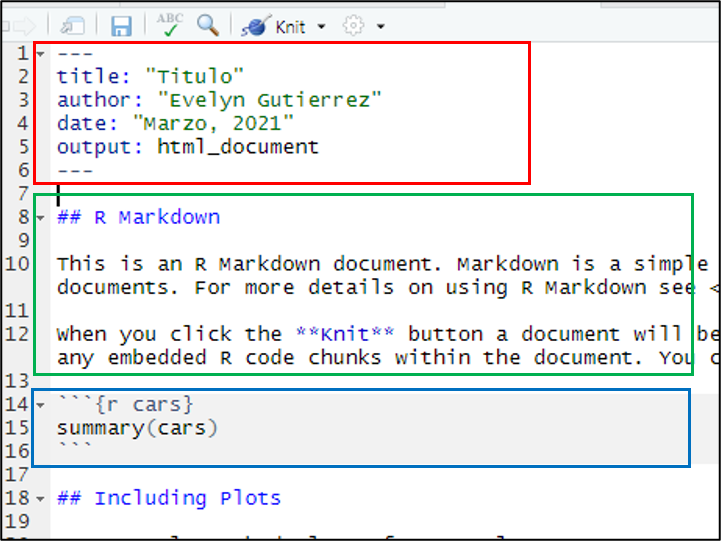 ABC
Knit
1 ---
2 title: "Titulo"
3 author: "Evelyn Gutierrez"
4 date: "Marzo, 2021"
5 output: html_document
6 ---
7
8 ## R Markdown
9
10 This is an R Markdown document. Markdown is a simple
documents. For more details on using R Markdown see <
11
12 When you click the **Knit** button a document will be
any embedded R code chunks within the document. You c
13
14 ```{r cars}
15 summary(cars)
16 ```
17
18 ## Including Plots
19